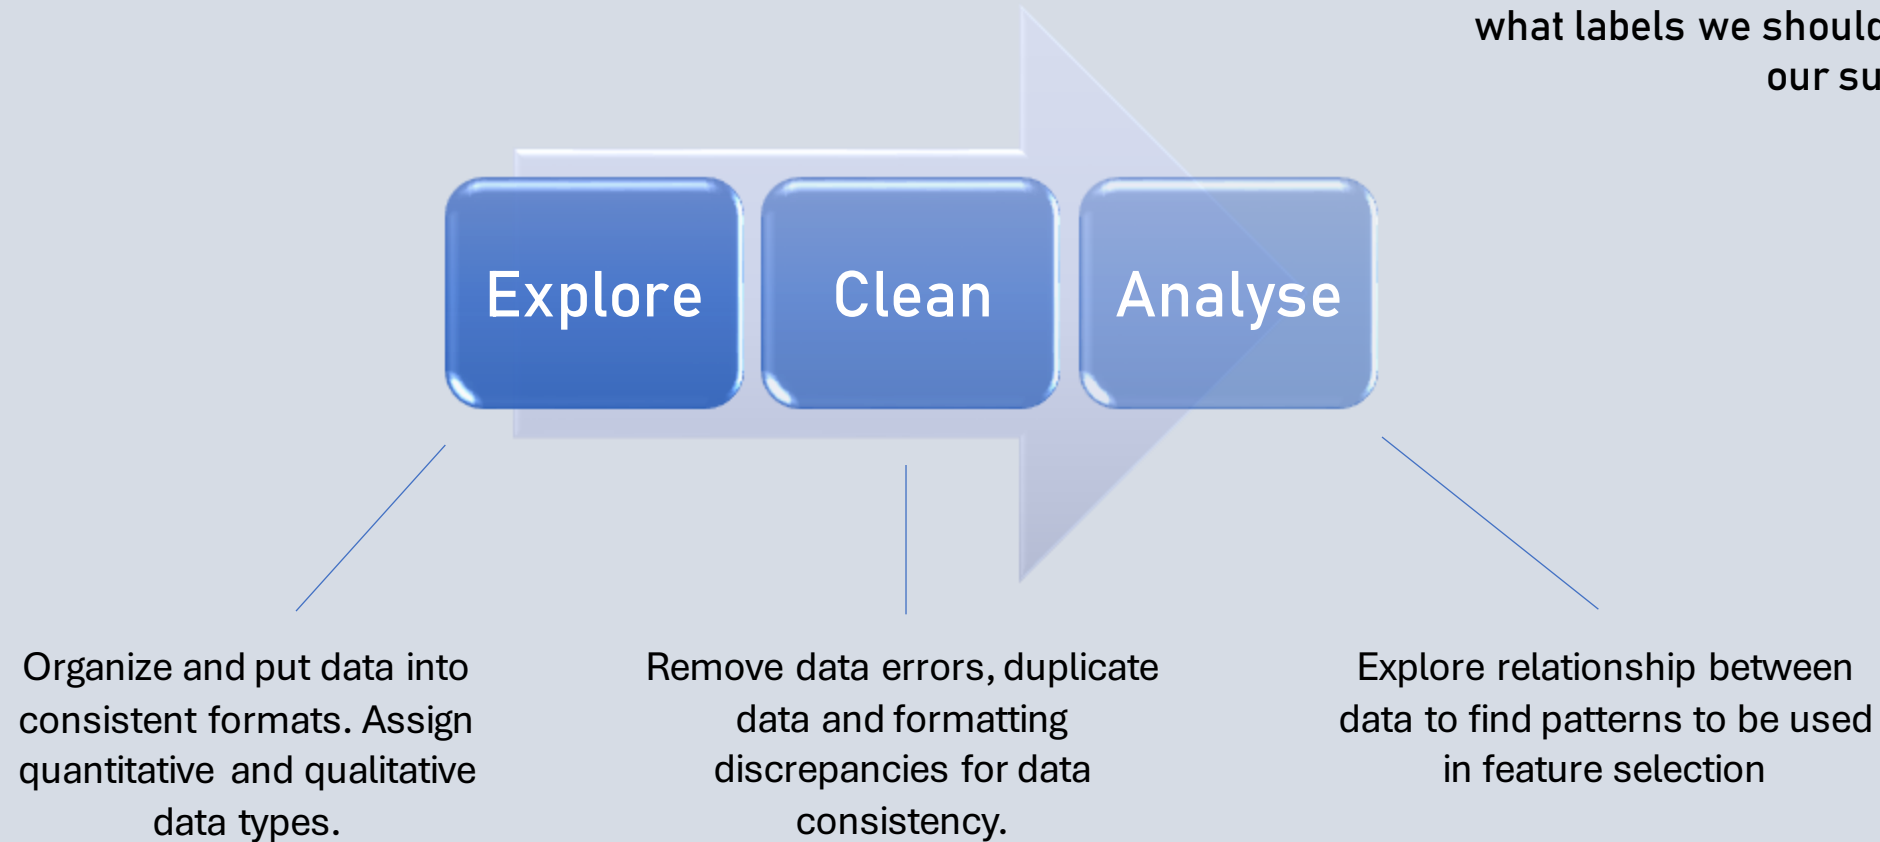 what labels we should
our su
Explore
Clean
Analyse
Organize and put data into
consistent formats. Assign
quantitative and qualitative
data types.
Remove data errors, duplicate
data and formatting
discrepancies for data
consistency.
Explore relationship between
data to find patterns to be used
in feature selection